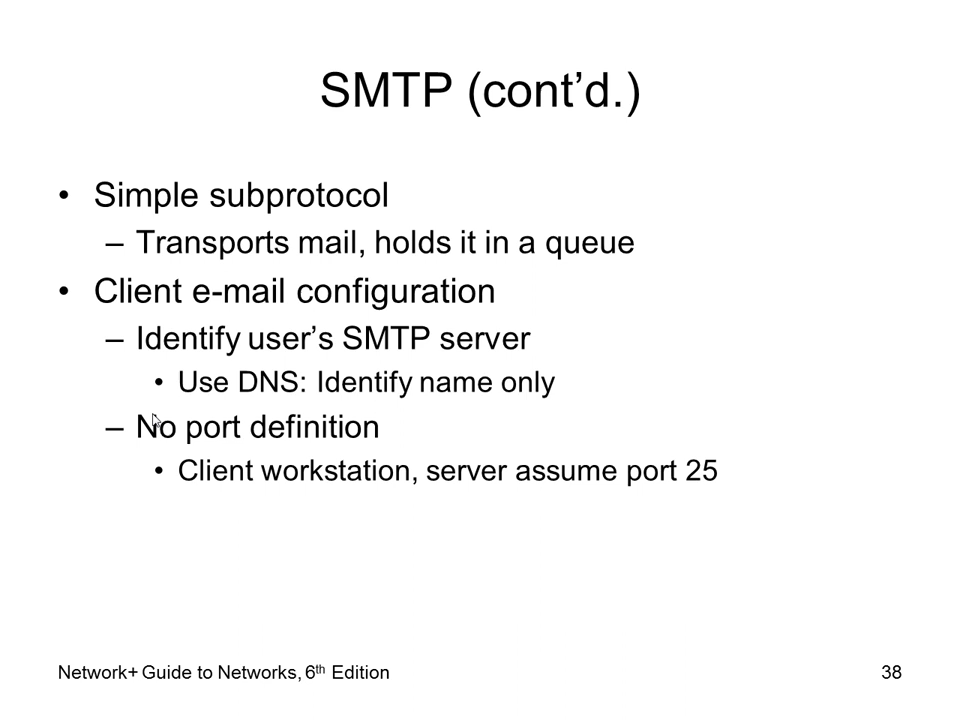 SMTP (cont’d.)
• Simple subprotocol
– Transports mail, holds it in a queue
• Client e-mail configuration
– Identify user’s SMTP server
• Use DNS: Identify name only
– No port definition
• Client workstation, server assume port 25
Network+ Guide to Networks, 6th Edition
38